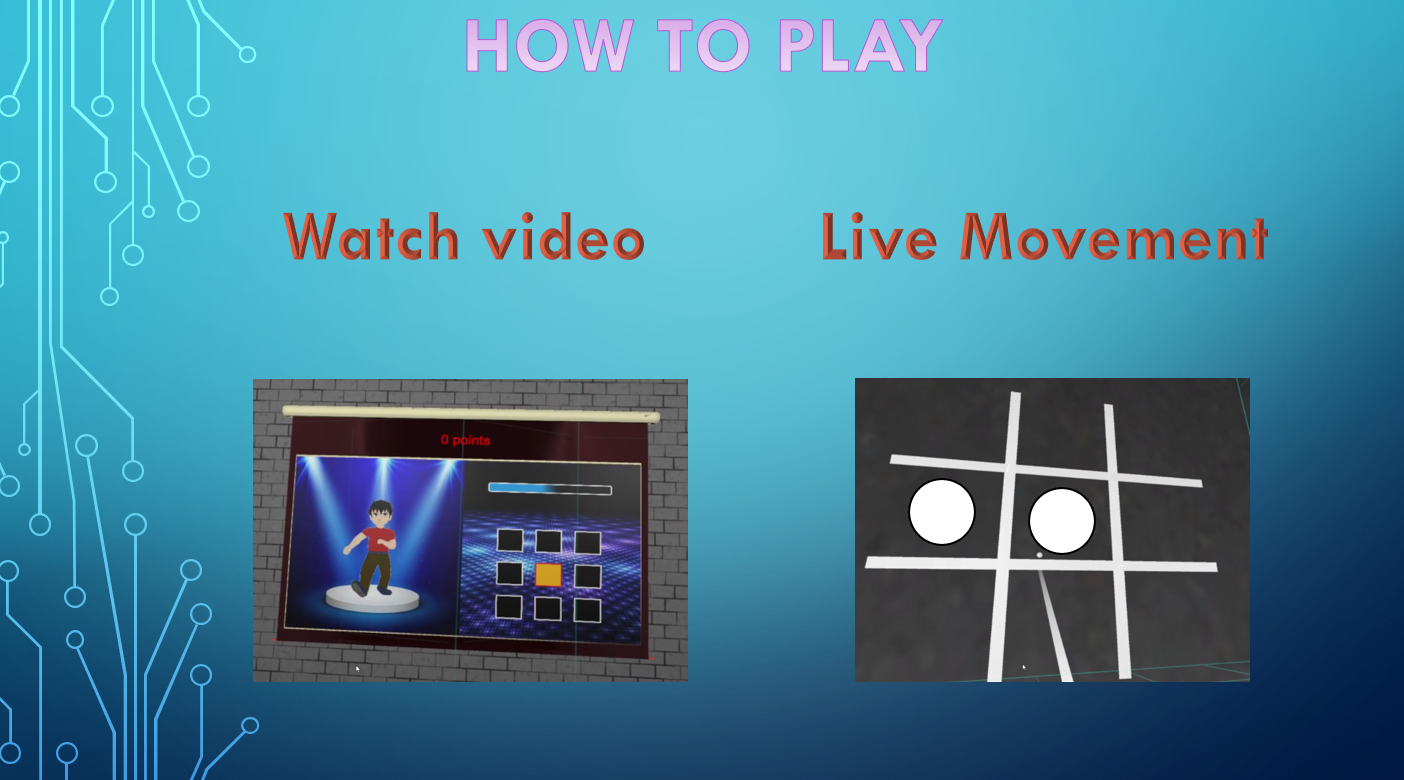 HOW TO PLAY
Watch video
Live Movement
0 points